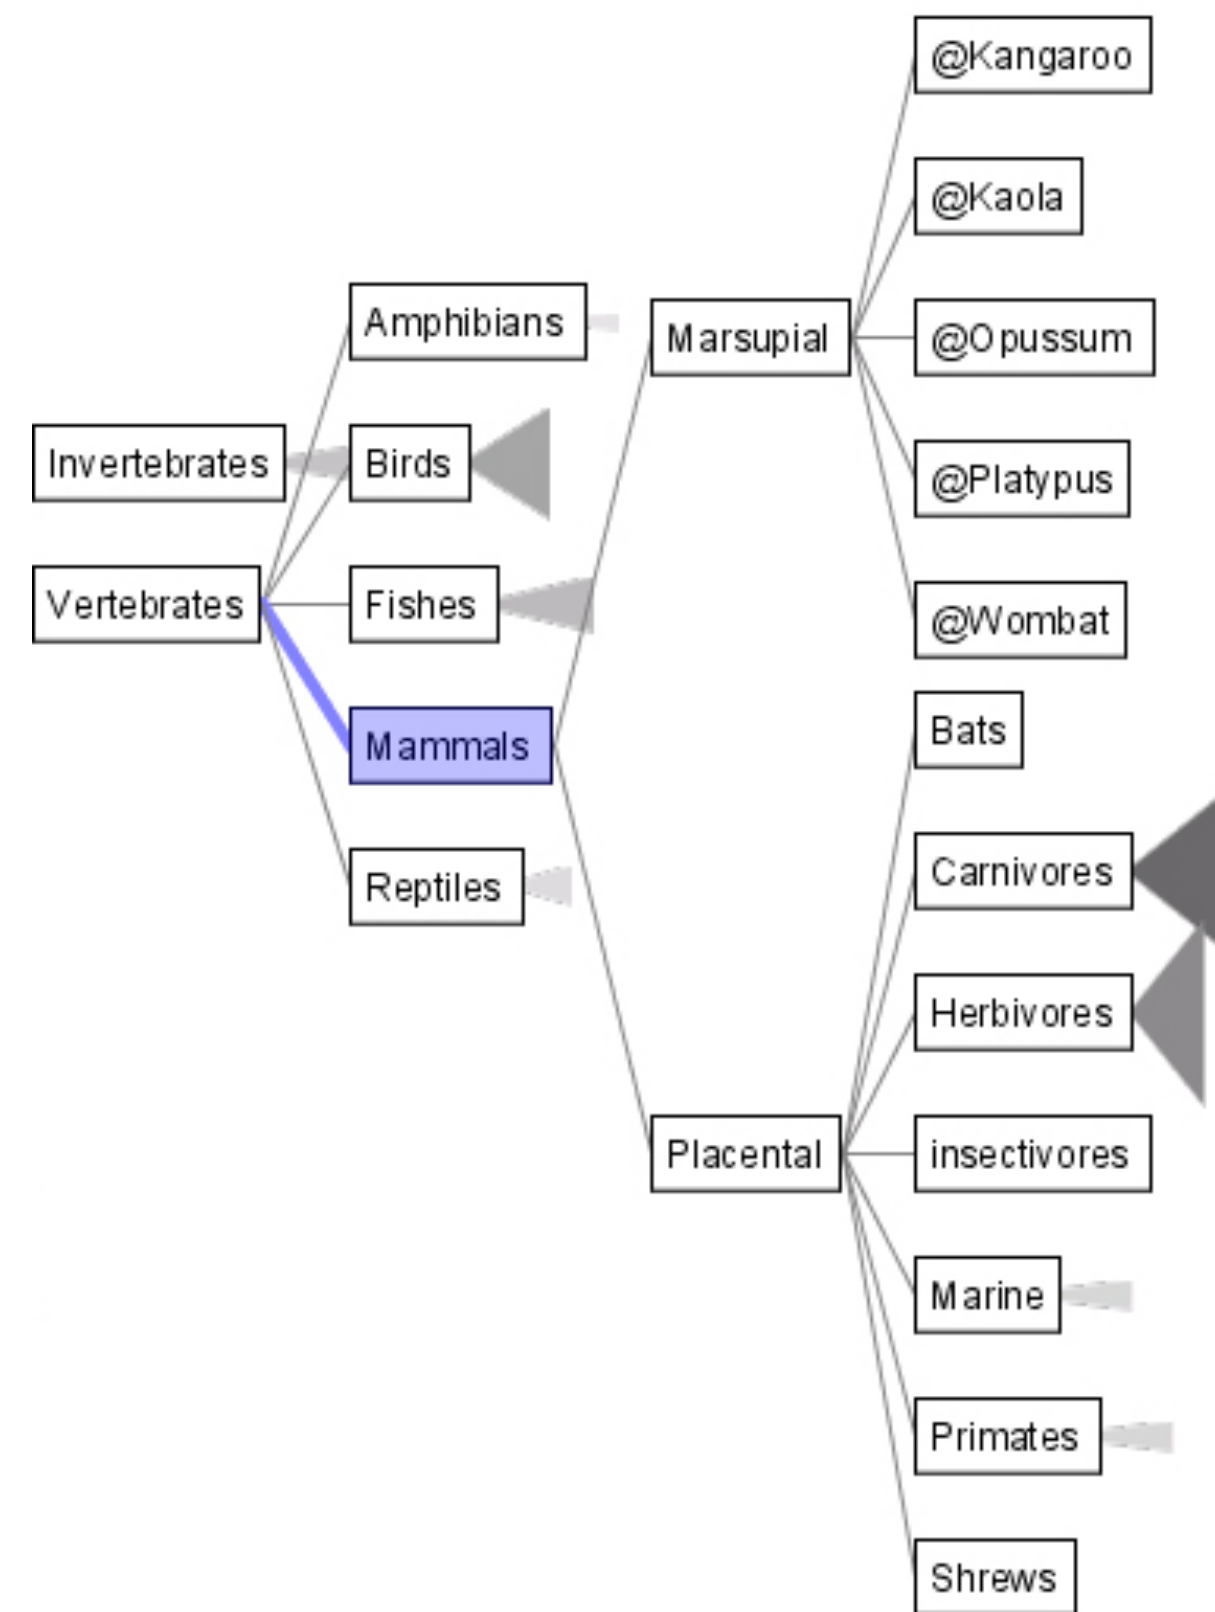 Invertebrates
Vertebrates
Amphibians
Birds
Fishes
Mammals
Reptiles
Marsupial
Placental
@Kangaroo
@Kaola
@Opussum
@Platypus
@Wombat
Bats
Carnivores
Herbivores
insectivores
Marine
Primates
Shrews